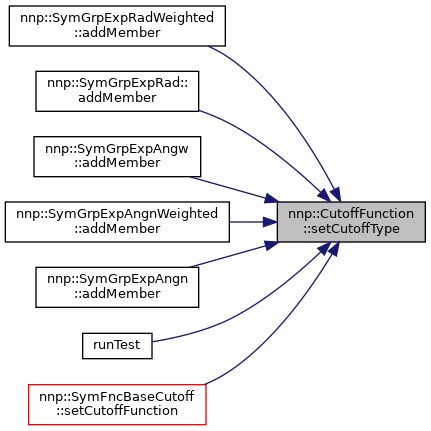 nnp::SymGrpExpRadWeighted
::addMember
nnp::SymGrpExpRad::
addMember
nnp::SymGrpExpAngw
::addMember
nnp::SymGrpExpAngnWeighted
::addMember
nnp::SymGrpExpAngn
::addMember
runTest
nnp::SymFncBaseCutoff
::setCutoffFunction
nnp::CutoffFunction
::setCutoffType